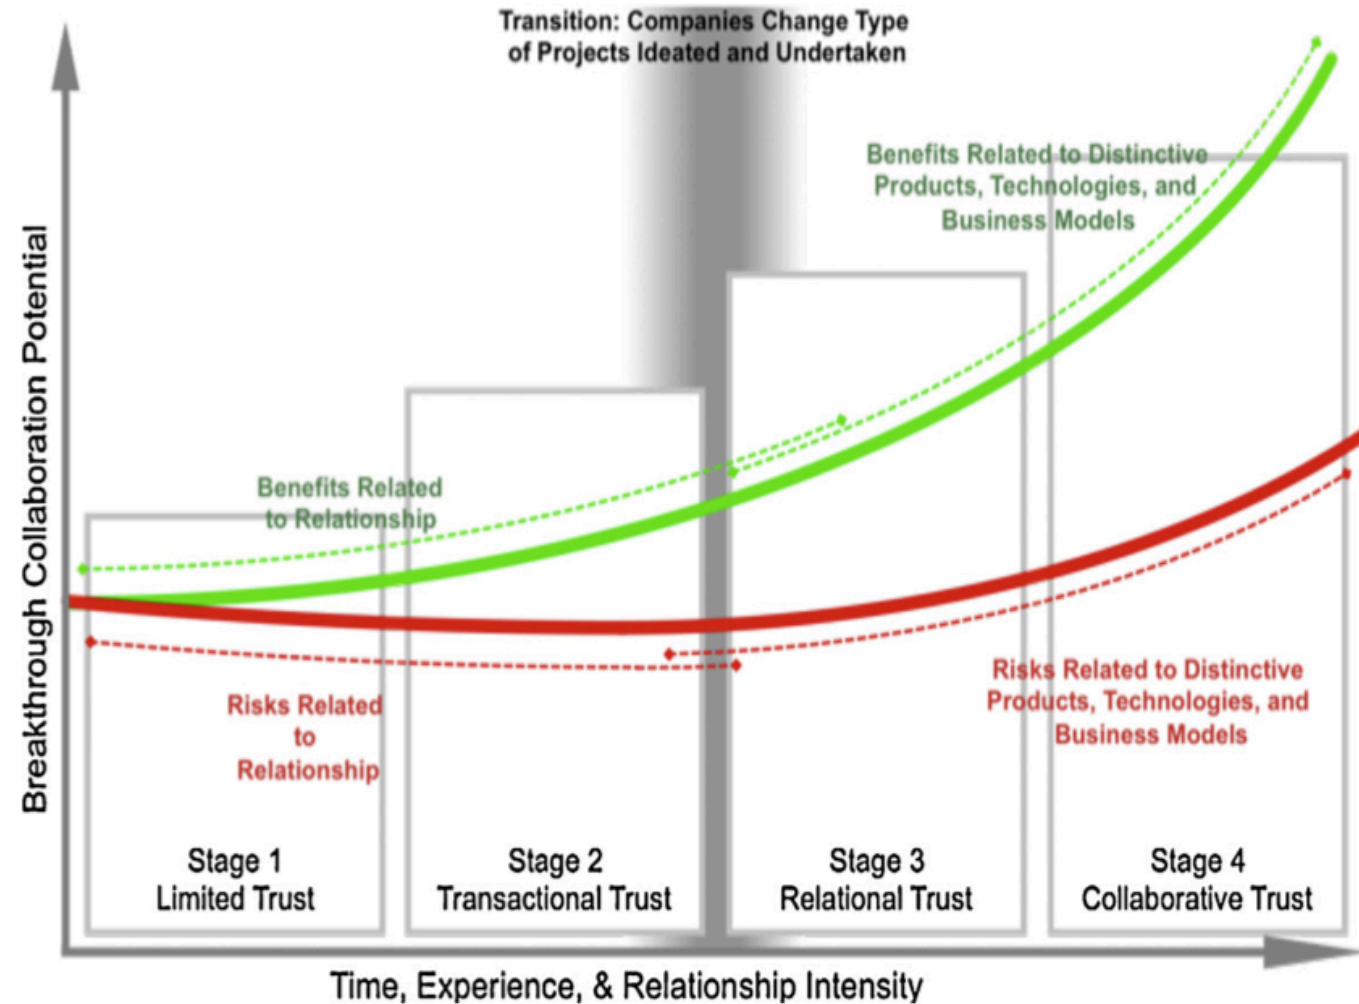 Transition: Companies Change Type
of Projects Ideated and Undertaken
Benefits Related to Distinctive
Products, Technologies, and
Business Models
Breakthrough Collaboration Potential
Benefits Related
to Relationship
Risks Related
to
Relationship
Risks Related to Distinctive
Products, Technologies, and
Business Models
Stage 1
Limited Trust
Stage 2
Transactional Trust
Stage 3
Relational Trust
Stage 4
Collaborative Trust
Time, Experience, & Relationship Intensity